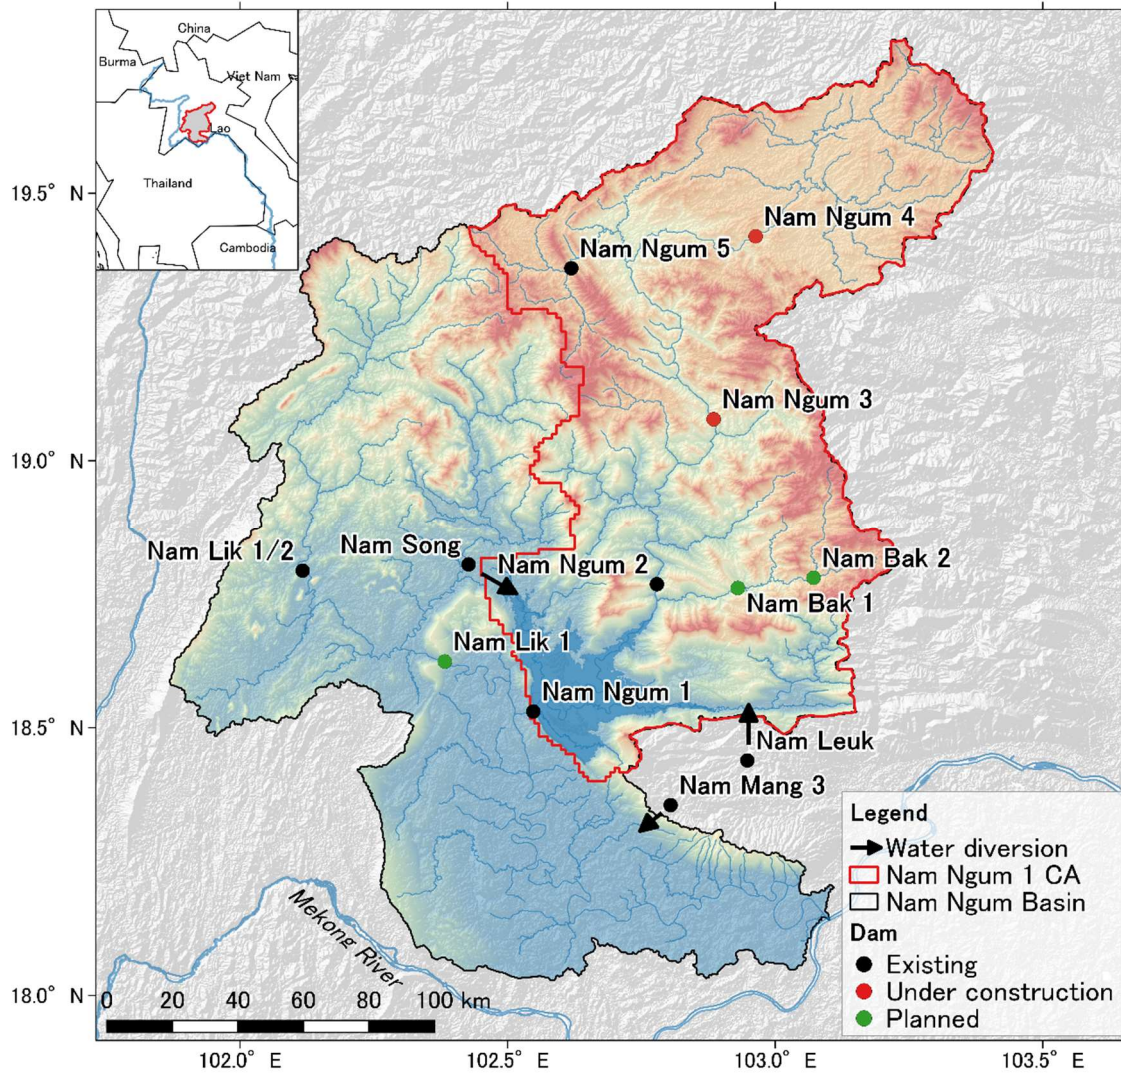 China
Burma
Viet Nam
Lao
Thailand
Cambodia
19.5° N
19.0° N
18.5° N
18.0° N
Nam Ngum 4
Nam Ngum 5
Nam Ngum 3
Nam Lik 1/2
Nam Song
Nam Ngum 2
Nam Bak 2
Nam Bak 1
Nam Lik 1
Nam Ngum 1
Nam Leuk
Nam Mang 3
Mekong River
0 20 40 60 80 100 km
Legend
Water diversion
Nam Ngum 1 CA
Nam Ngum Basin
Dam
Existing
Under construction
Planned
102.0° E
102.5° E
103.0° E
103.5° E